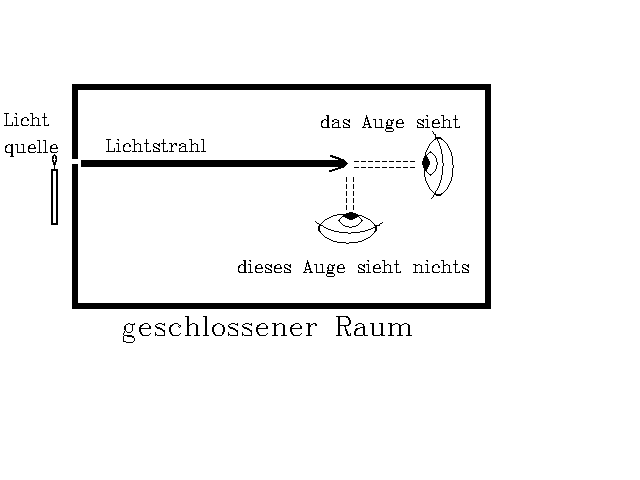 Licht
quelle
Lichtstrahl
das Auge sieht
dieses Auge sieht nichts
geschlossener Raum